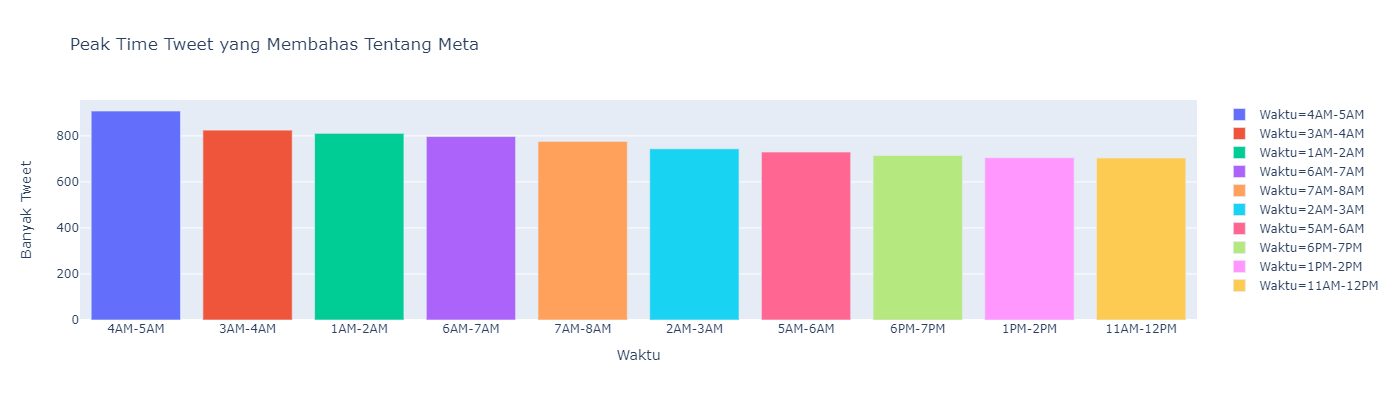 Peak Time Tweet yang Membahas Tentang Meta
Banyak Tweet
800
600
400
200
0
4AM-5AM 3AM-4AM 1AM-2AM 6AM-7AM 7AM-8AM 2AM-3AM 5AM-6AM 6PM-7PM 1PM-2PM 11AM-12PM
Waktu
Waktu=4AM-5AM
Waktu=3AM-4AM
Waktu=1AM-2AM
Waktu=6AM-7AM
Waktu=7AM-8AM
Waktu=2AM-3AM
Waktu=5AM-6AM
Waktu=6PM-7PM
Waktu=1PM-2PM
Waktu=11AM-12PM